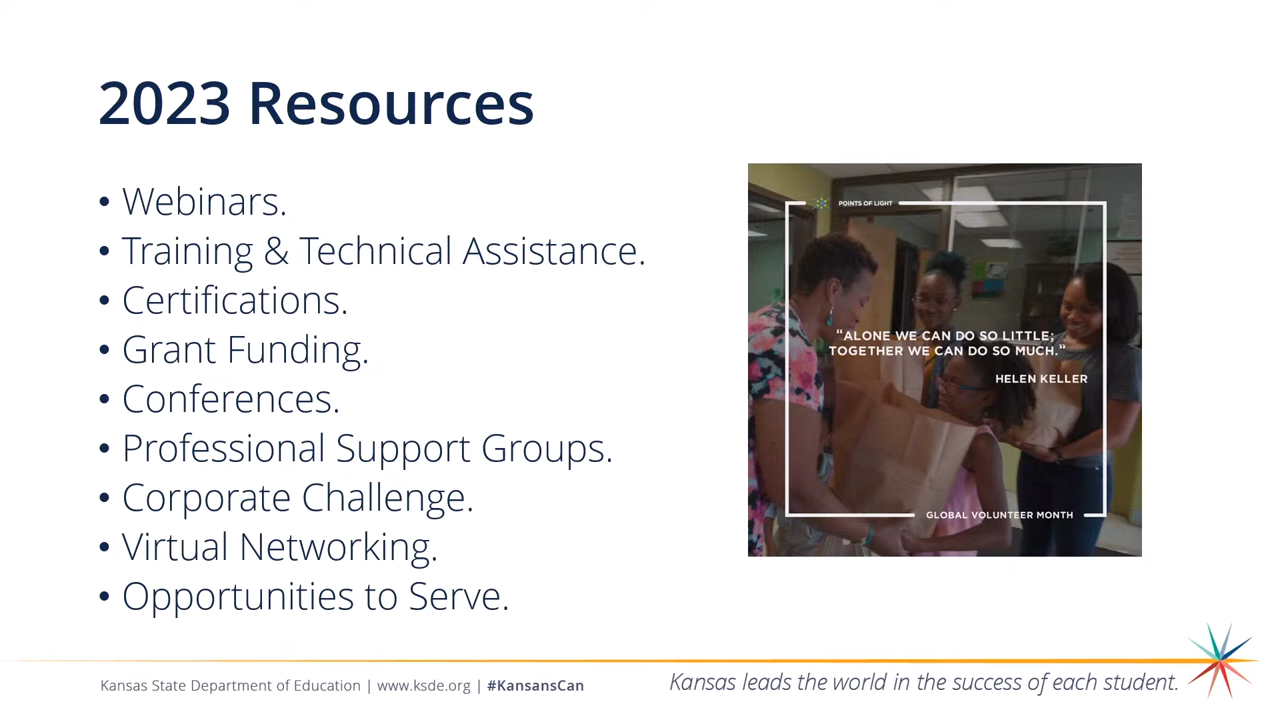 2023 Resources
• Webinars.
• Training & Technical Assistance.
• Certifications.
• Grant Funding.
• Conferences.
• Professional Support Groups.
• Corporate Challenge.
• Virtual Networking.
• Opportunities to Serve.
POINTS OF LIGHT
“ALONE WE CAN DO SO LITTLE;
TOGETHER WE CAN DO SO MUCH.“
HELEN KELLER
GLOBAL VOLUNTEER MONTH
Kansas State Department of Education | www.ksde.org | #KansansCan
Kansas leads the world in the success of each student.